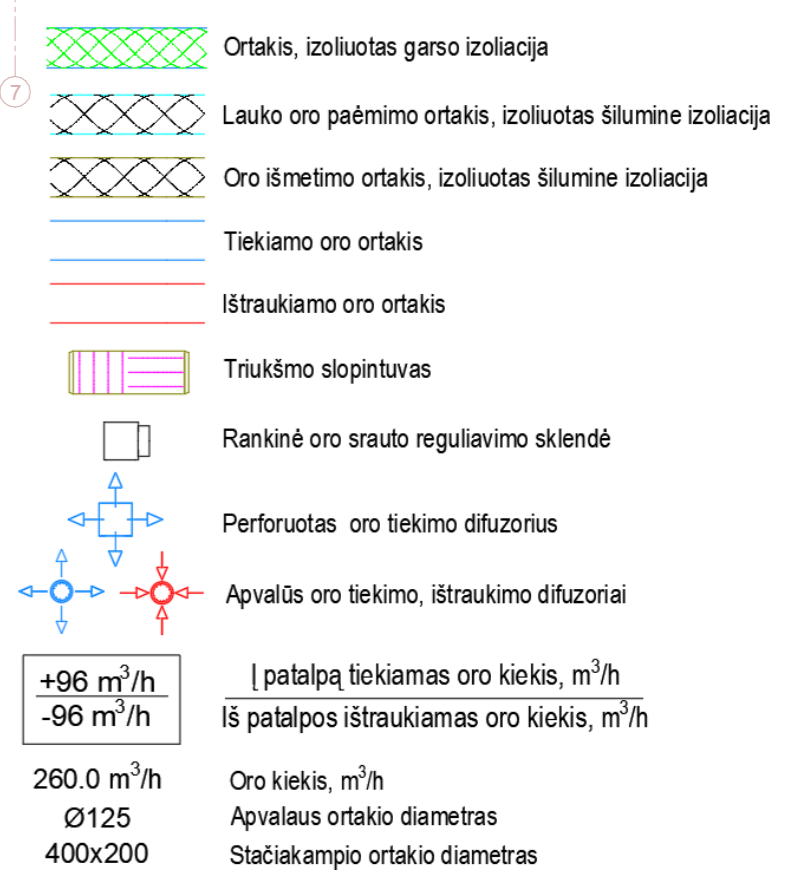 Ortakis, izoliuotas garso izoliacija
7
Lauko oro paėmimo ortakis, izoliuotas šilumine izoliacija
Oro išmetimo ortakis, izoliuotas šilumine izoliacija
Tiekiamo oro ortakis
Ištraukiamo oro ortakis
Triukšmo slopintuvas
Rankinė oro srauto reguliavimo sklendė
Perforuotas oro tiekimo difuzorius
Apvalūs oro tiekimo, ištraukimo difuzoriai
+96 m³/h Į patalpą tiekiamas oro kiekis, m³/h
-96 m³/h Iš patalpos ištraukiamas oro kiekis, m³/h
260.0 m³/h Oro kiekis, m³/h
Ø125 Apvalaus ortakio diametras
400x200 Stačiakampio ortakio diametras